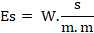 Es = W. s/m.m